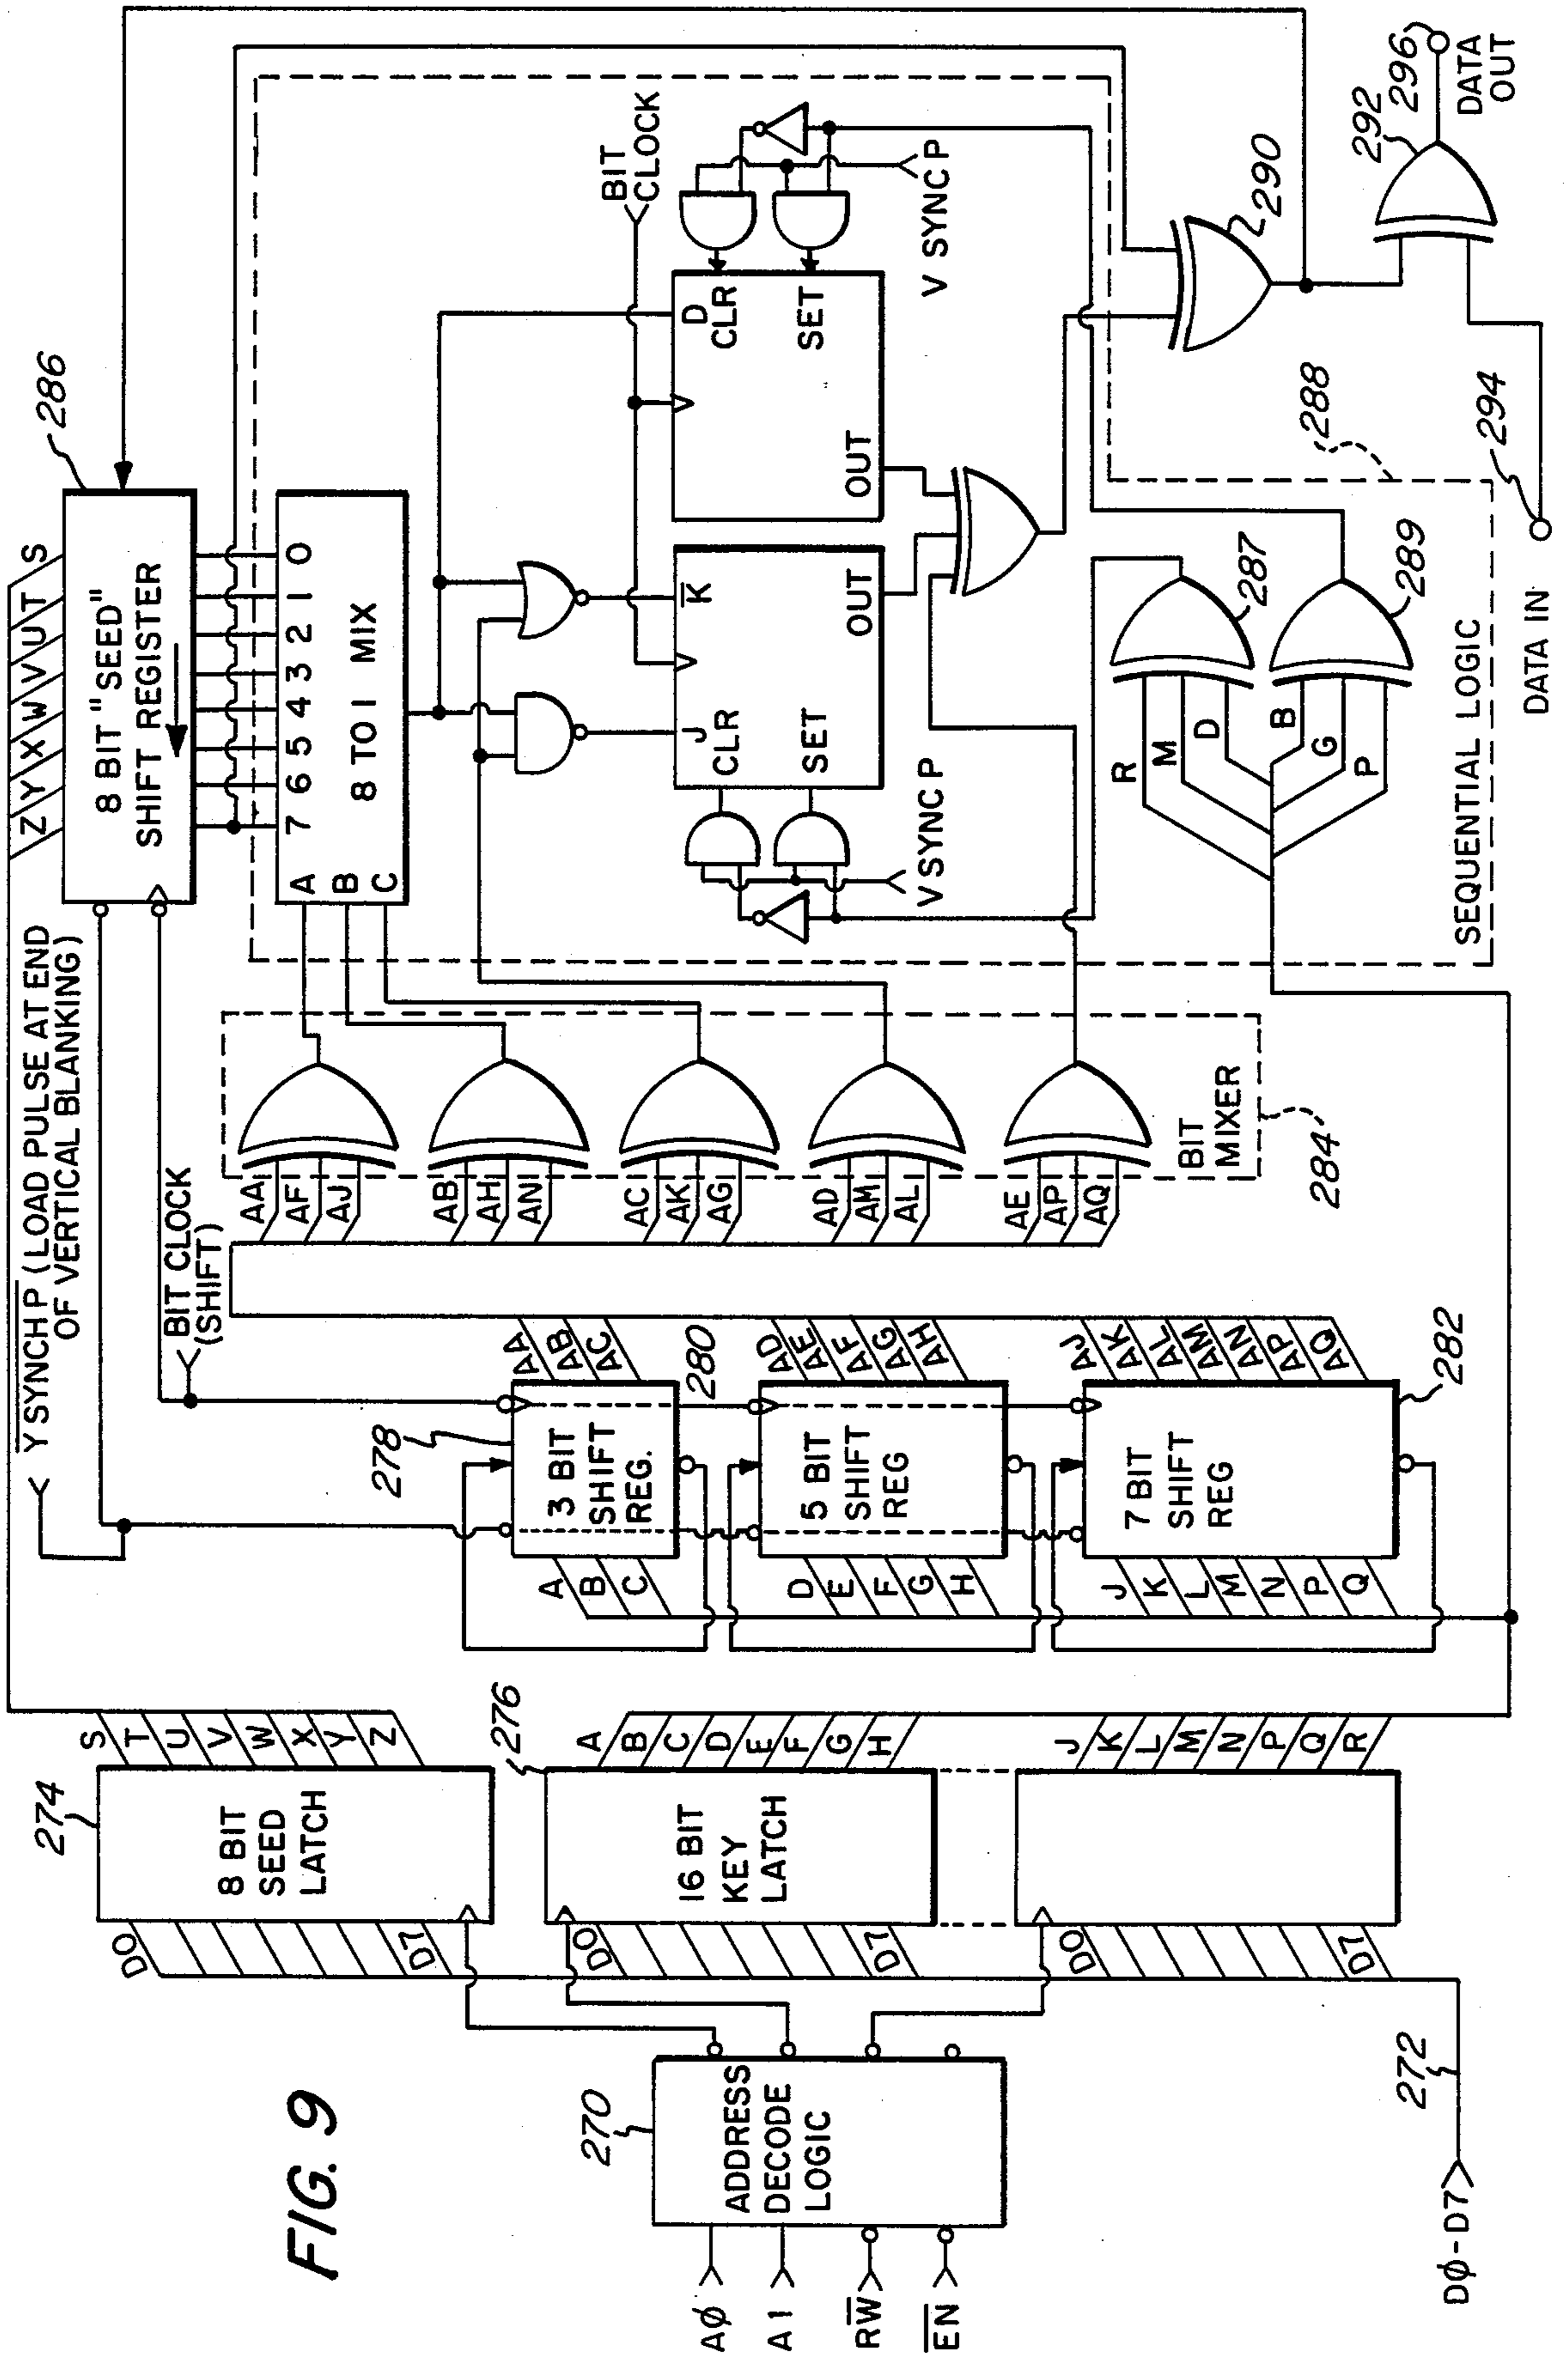 FIG. 9
Y SYNCH P (LOAD PULSE AT END
OF VERTICAL BLANKING)
BIT CLOCK
(SHIFT)
274
8 BIT
SEED
LATCH
D0
D7
S
T
U
V
W
X
Y
Z
276
16 BIT
KEY
LATCH
D0
D7
D0
D7
A
B
C
D
E
F
G
H
J
K
L
M
N
P
Q
R
270
ADDRESS
DECODE
LOGIC
AØ
A1
RW
EN
272
DØ-D7
278
3 BIT
SHIFT
REG.
A
B
C
AA
AB
AC
280
5 BIT
SHIFT
REG
D
E
F
G
H
AD
AE
AF
AG
AH
282
7 BIT
SHIFT
REG
J
K
L
M
N
P
Q
AJ
AK
AL
AM
AN
AP
AQ
AA
AF
AJ
AB
AH
AN
AC
AK
AG
AD
AM
AL
AE
AP
AQ
BIT
MIXER
284'
286
Z Y X W V U T S
8 BIT "SEED"
SHIFT REGISTER
7 6 5 4 3 2 1 0
A
B
C
8 TO 1 MIX
BIT
CLOCK
J
K
CLR
SET
OUT
V SYNC P
D
CLR
SET
OUT
V SYNC P
R
M
D
B
G
P
287
289
SEQUENTIAL LOGIC
288
290
292
294
DATA IN
296
DATA
OUT